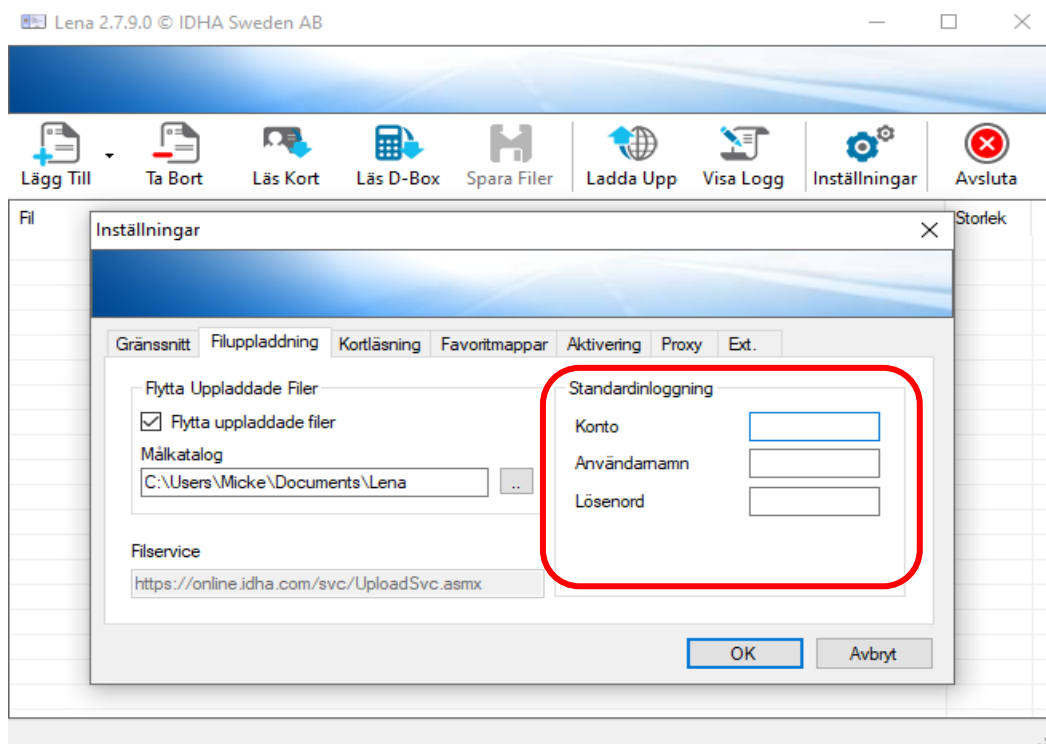 Lena 2.7.9.0 © IDHA Sweden AB
Lägg Till Ta Bort Läs Kort Läs D-Box Spara Filer Ladda Upp Visa Logg Inställningar Avsluta
Fil Storlek
Inställningar
Gränssnitt Filuppladdning Kortläsning Favoritmappar Aktivering Proxy Ext.
Flytta Uppladdade Filer
Flytta uppladdade filer
Målkatalog
C:\Users\Micke\Documents\Lena ..
Filservice
https://online.idha.com/svc/UploadSvc.asmx
Standardinloggning
Konto
Användarnamn
Lösenord
OK Avbryt